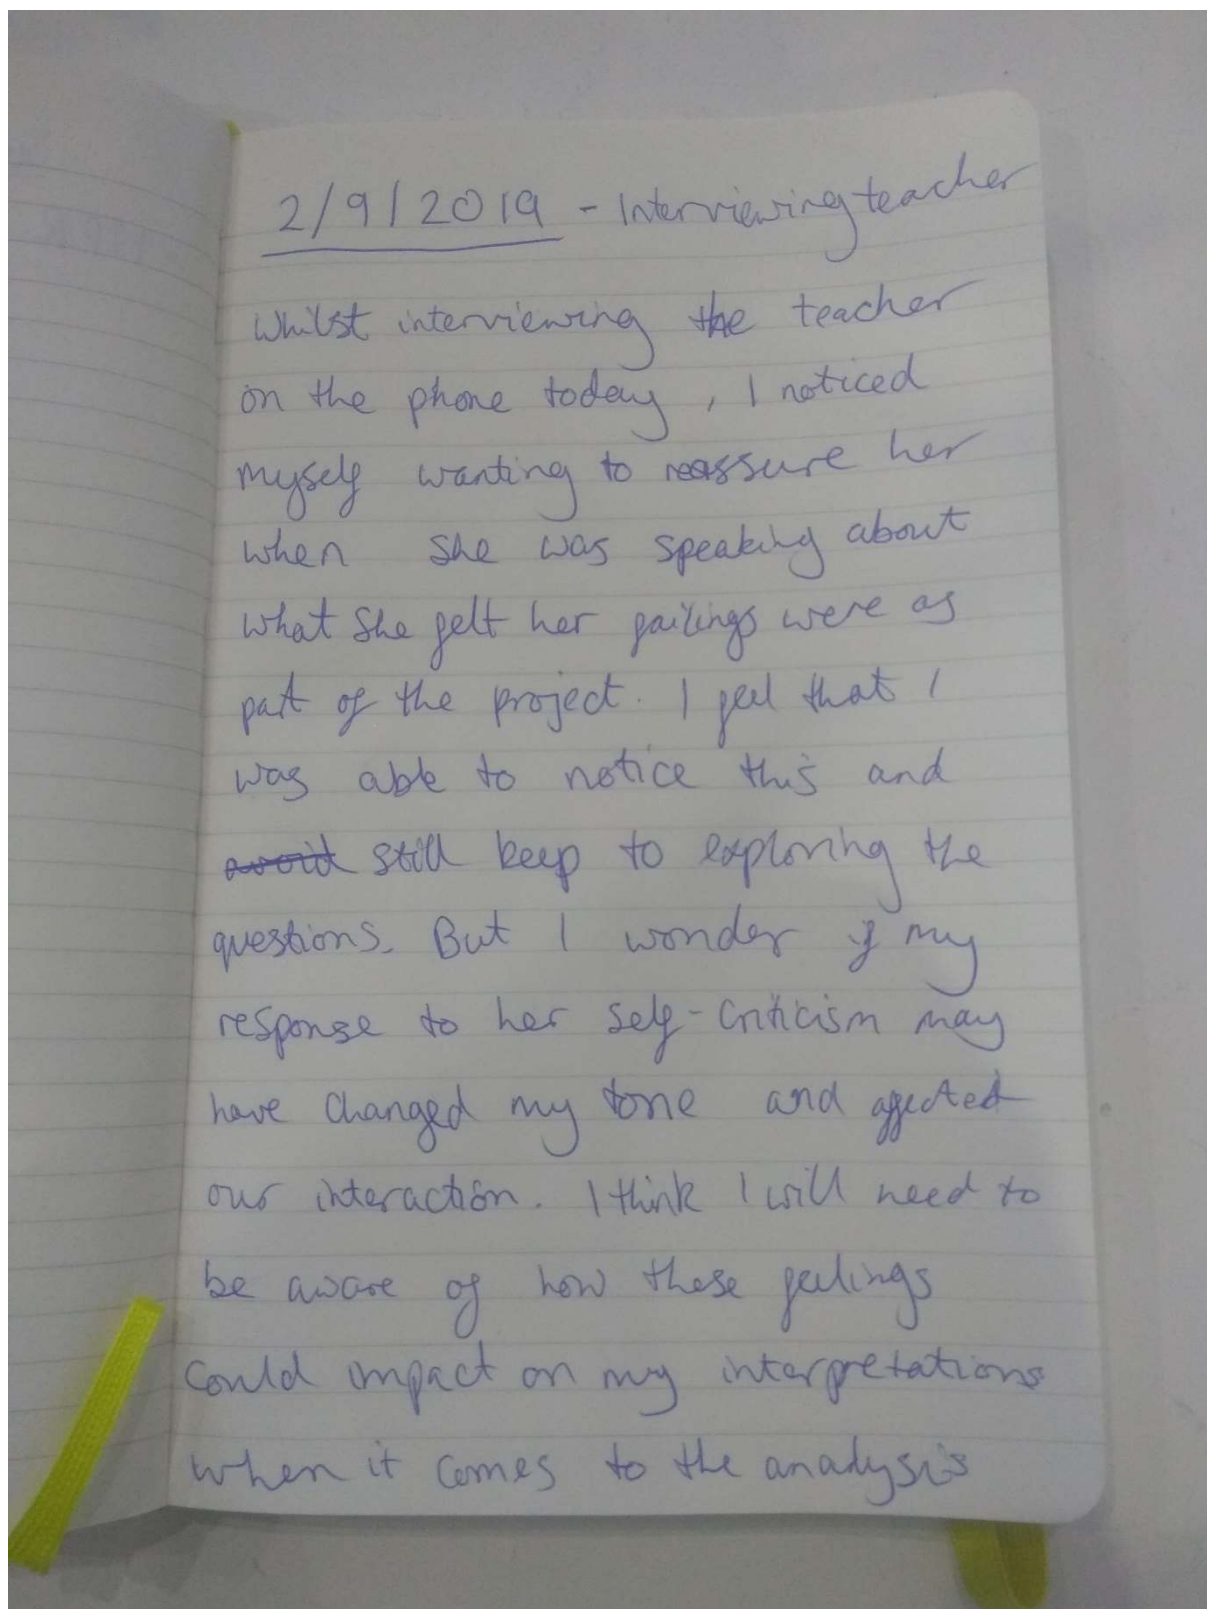 2/9/2019 - Interviewing teacher
Whilst interviewing the teacher
on the phone today, I noticed
myself wanting to reassure her
when she was speaking about
what she felt her failings were as
part of the project. I feel that I
was able to notice this and
avoid still keep to exploring the
questions. But I wonder if my
response to her self-criticism may
have changed my tone and affected
our interaction. I think I will need to
be aware of how these feelings
could impact on my interpretations
when it comes to the analysis